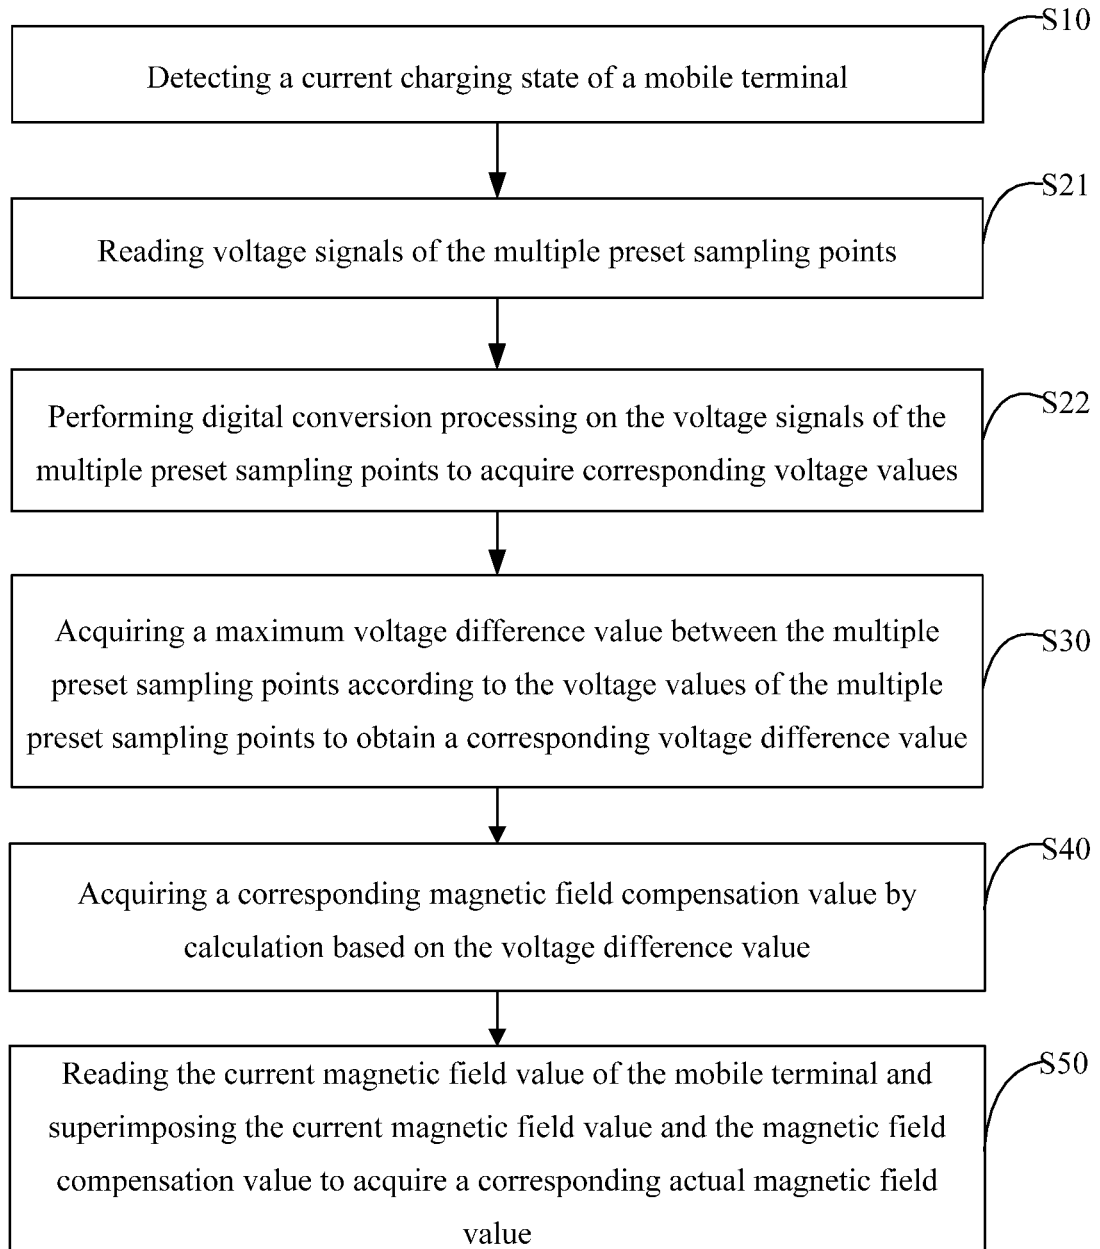 S10
Detecting a current charging state of a mobile terminal
S21
Reading voltage signals of the multiple preset sampling points
S22
Performing digital conversion processing on the voltage signals of the
multiple preset sampling points to acquire corresponding voltage values
S30
Acquiring a maximum voltage difference value between the multiple
preset sampling points according to the voltage values of the multiple
preset sampling points to obtain a corresponding voltage difference value
S40
Acquiring a corresponding magnetic field compensation value by
calculation based on the voltage difference value
S50
Reading the current magnetic field value of the mobile terminal and
superimposing the current magnetic field value and the magnetic field
compensation value to acquire a corresponding actual magnetic field
value